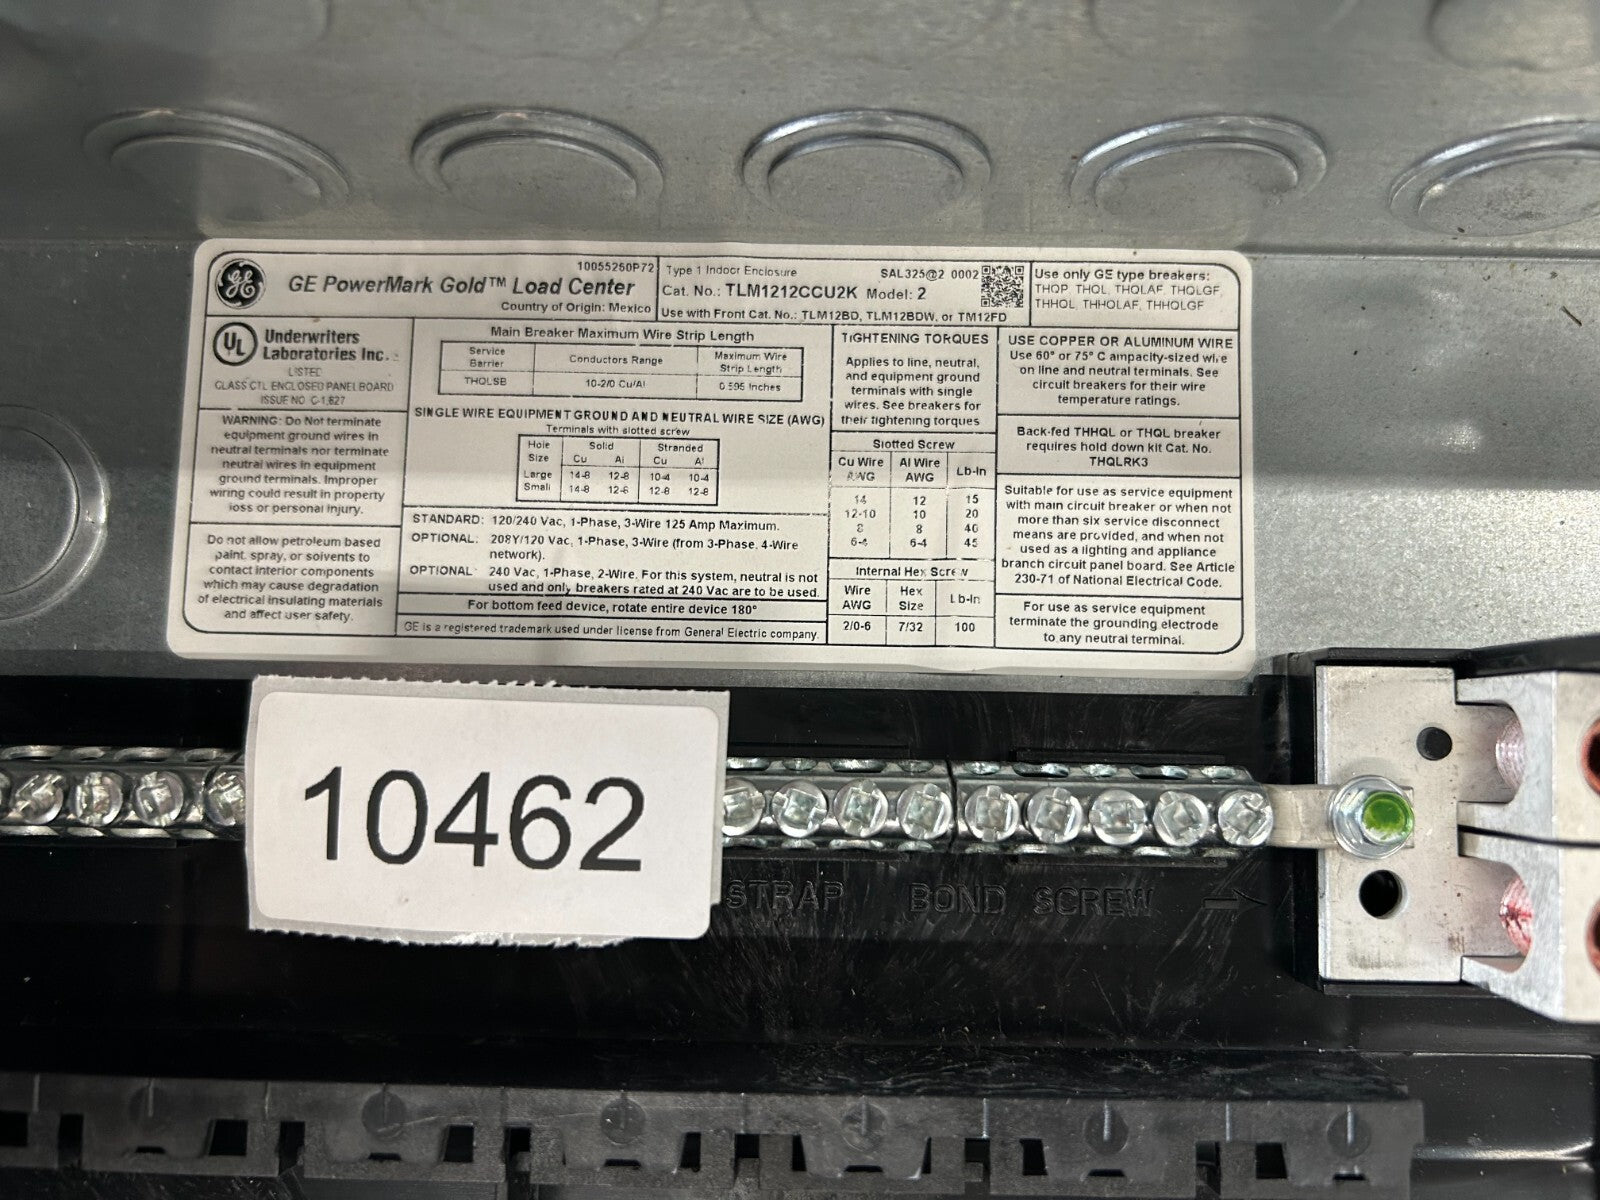 GE
GE PowerMark Gold™ Load Center
10055260P72
Country of Origin: Mexico
Type 1 Indoor Enclosure
SAL325@2 0002
Cat. No.: TLM1212CCU2K Model: 2
Use with Front Cat. No.: TLM12BD, TLM12BDW, or TM12FD
Use only GE type breakers:
THQP, THQL, THQLAF, THQLGF,
THHQL, THHQLAF, THHQLGF
UL
Underwriters
Laboratories Inc.
LISTED
CLASS CTL ENCLOSED PANELBOARD
ISSUE NO. C-1,827
WARNING: Do Not terminate
equipment ground wires in
neutral terminals nor terminate
neutral wires in equipment
ground terminals. Improper
wiring could result in property
loss or personal injury.
Do not allow petroleum based
paint, spray, or solvents to
contact interior components
which may cause degradation
of electrical insulating materials
and affect user safety.
Main Breaker Maximum Wire Strip Length
Service Barrier Conductors Range Maximum Wire Strip Length
THQLSB 10-2/0 Cu/Al 0.595 Inches
SINGLE WIRE EQUIPMENT GROUND AND NEUTRAL WIRE SIZE (AWG)
Terminals with slotted screw
Hole Size Solid Stranded
Cu Al Cu Al
Large 14-8 12-8 10-4 10-4
Small 14-8 12-6 12-8 12-8
STANDARD: 120/240 Vac, 1-Phase, 3-Wire 125 Amp Maximum.
OPTIONAL: 208Y/120 Vac, 1-Phase, 3-Wire (from 3-Phase, 4-Wire
network).
OPTIONAL: 240 Vac, 1-Phase, 2-Wire. For this system, neutral is not
used and only breakers rated at 240 Vac are to be used.
For bottom feed device, rotate entire device 180°
GE is a registered trademark used under license from General Electric company.
TIGHTENING TORQUES
Applies to line, neutral,
and equipment ground
terminals with single
wires. See breakers for
their tightening torques
Slotted Screw
Cu Wire AWG Al Wire AWG Lb-In
14 12 15
12-10 10 20
8 8 40
6-4 6-4 45
Internal Hex Screw
Wire AWG Hex Size Lb-In
2/0-6 7/32 100
USE COPPER OR ALUMINUM WIRE
Use 60° or 75° C ampacity-sized wire
on line and neutral terminals. See
circuit breakers for their wire
temperature ratings.
Back-fed THHQL or THQL breaker
requires hold down kit Cat. No.
THQLRK3
Suitable for use as service equipment
with main circuit breaker or when not
more than six service disconnect
means are provided, and when not
used as a lighting and appliance
branch circuit panel board. See Article
230-71 of National Electrical Code.
For use as service equipment
terminate the grounding electrode
to any neutral terminal.
10462
STRAP BOND SCREW